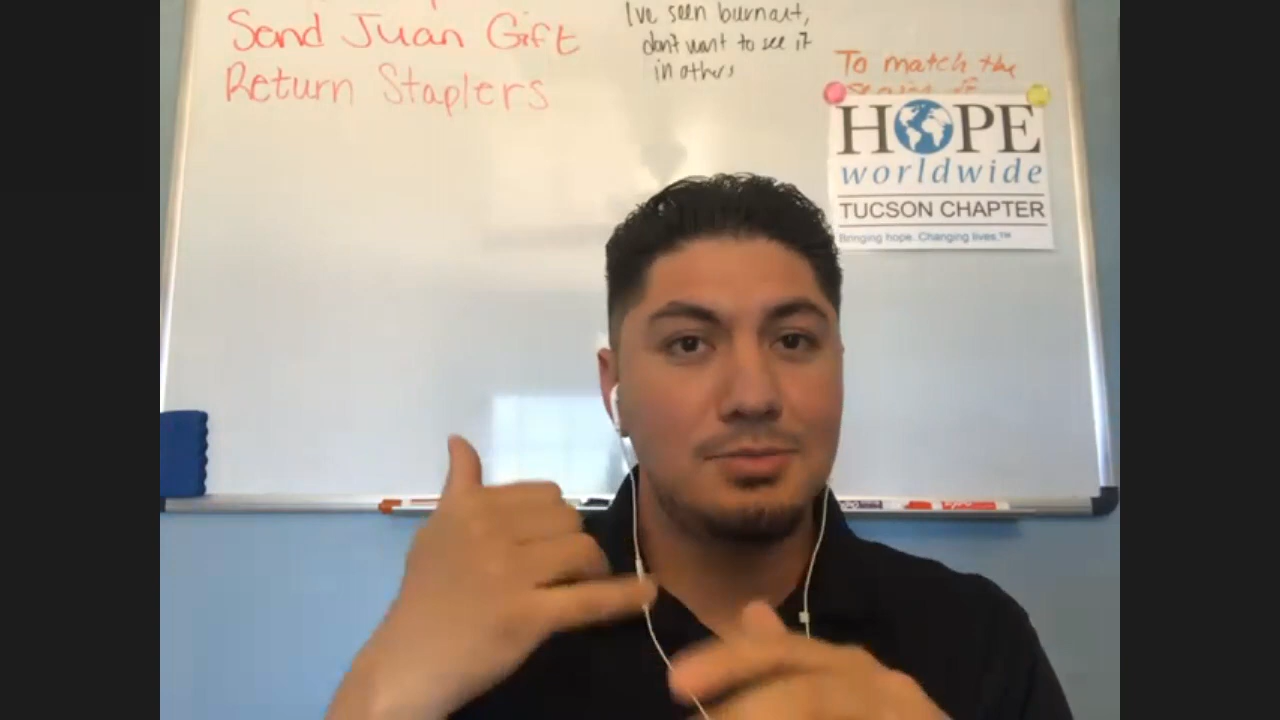 Send Juan Gift
Return Staplers
I've seen burnout,
don't want to see it
in others
To match the
HOPE
worldwide
TUCSON CHAPTER
Bringing hope. Changing lives.™
EXPO